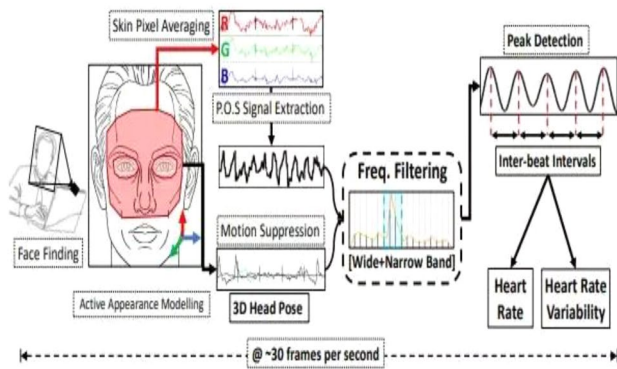 Skin Pixel Averaging
R
G
B
P.O.S Signal Extraction
Face Finding
Active Appearance Modelling
Motion Suppression
3D Head Pose
Freq. Filtering
[Wide+Narrow Band]
Peak Detection
Inter-beat Intervals
Heart
Rate
Heart Rate
Variability
@ ~30 frames per second